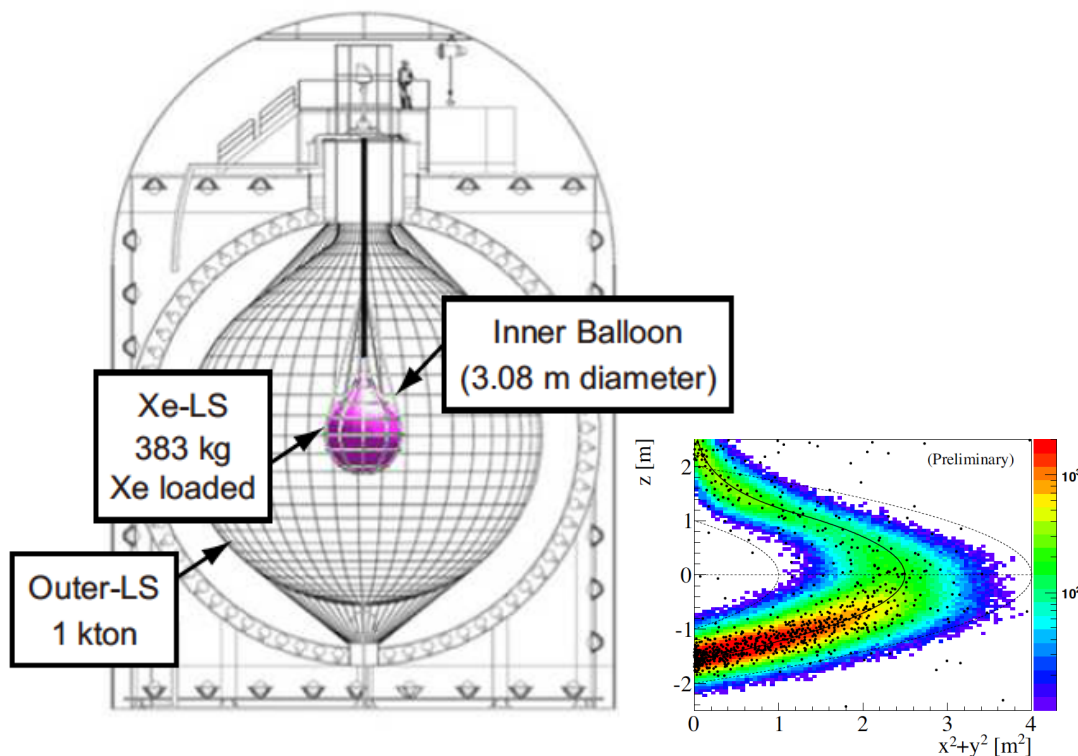 Inner Balloon
(3.08 m diameter)
Xe-LS
383 kg
Xe loaded
Outer-LS
1 kton
z [m]
(Preliminary)
2
1
0
-1
-2
0
1
2
3
4
x²+y² [m²]
10²